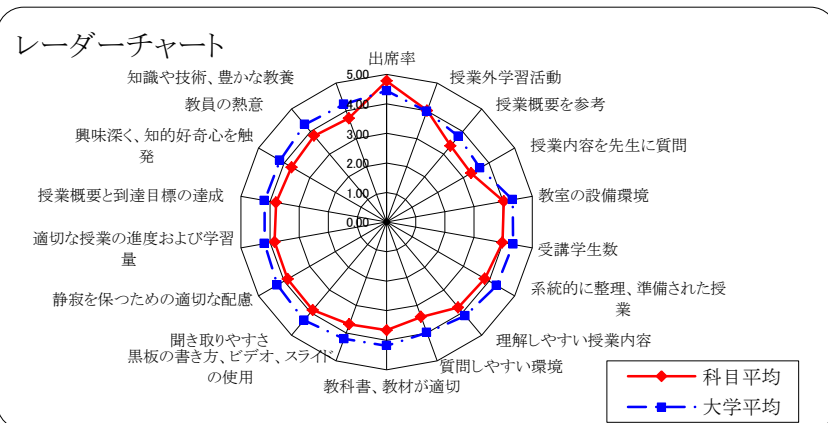 レーダーチャート
出席率
授業外学習活動
授業概要を参考
授業内容を先生に質問
教室の設備環境
受講学生数
系統的に整理、準備された授
業
理解しやすい授業内容
質問しやすい環境
教科書、教材が適切
黒板の書き方、ビデオ、スライド
の使用
聞き取りやすさ
静寂を保つための適切な配慮
適切な授業の進度および学習
量
授業概要と到達目標の達成
興味深く、知的好奇心を触
発
教員の熱意
知識や技術、豊かな教養
5.00
4.00
3.00
2.00
1.00
0.00
科目平均
大学平均